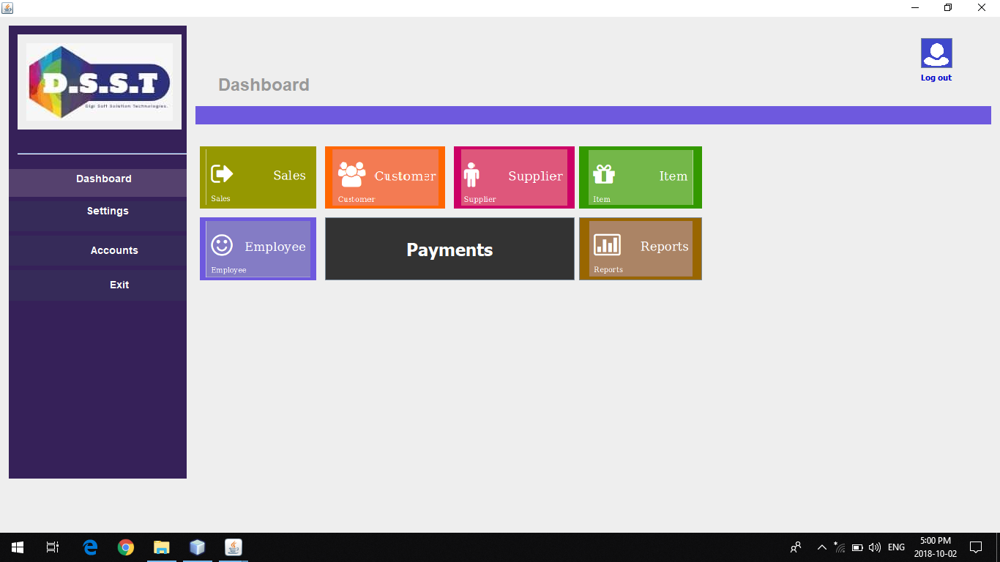 D.S.S.T
Digi Soft Solution Technologies.
Dashboard
Log out
Dashboard
Settings
Accounts
Exit
Sales
Sales
Customer
Customer
Supplier
Supplier
Item
Item
Employee
Employee
Payments
Reports
Reports
ENG
5:00 PM
2018-10-02